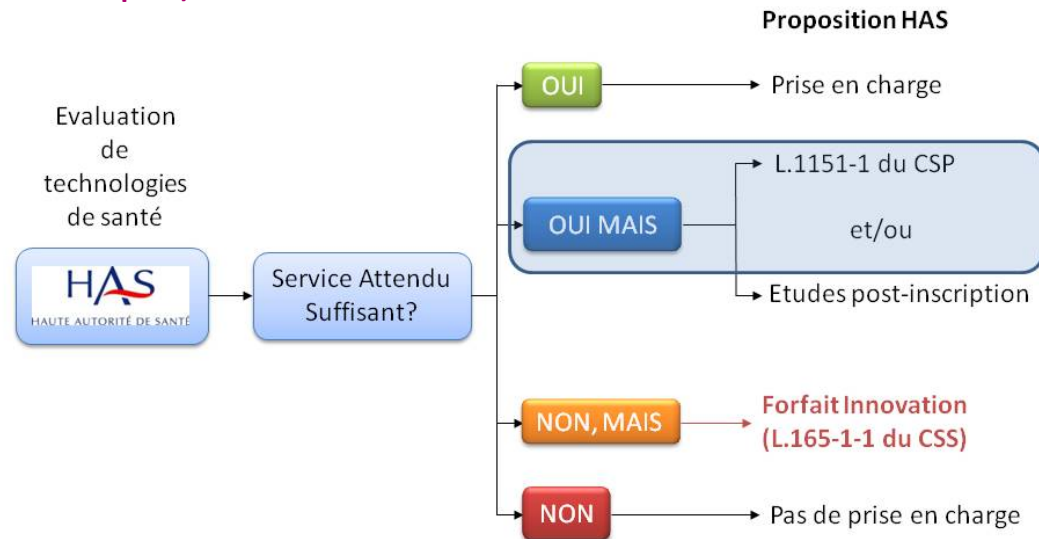 Proposition HAS
Evaluation
de
technologies
de santé
HAS
HAUTE AUTORITÉ DE SANTÉ
Service Attendu
Suffisant?
OUI
Prise en charge
OUI MAIS
L.1151-1 du CSP
et/ou
Etudes post-inscription
NON, MAIS
Forfait Innovation
(L.165-1-1 du CSS)
NON
Pas de prise en charge